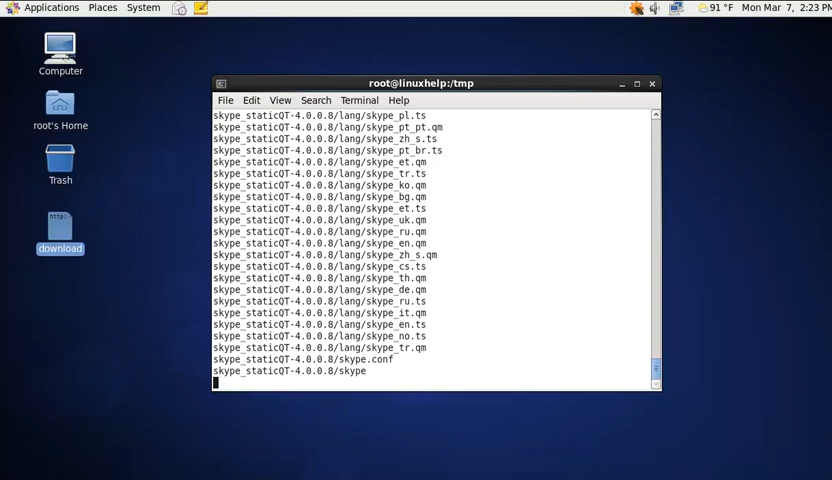 Applications Places System 91 °F Mon Mar 7, 2:23 PM
Computer
root's Home
Trash
http:
download
root@linuxhelp:/tmp
File Edit View Search Terminal Help
skype_staticQT-4.0.0.8/lang/skype_pl.ts
skype_staticQT-4.0.0.8/lang/skype_pt_pt.qm
skype_staticQT-4.0.0.8/lang/skype_zh_s.ts
skype_staticQT-4.0.0.8/lang/skype_pt_br.ts
skype_staticQT-4.0.0.8/lang/skype_et.qm
skype_staticQT-4.0.0.8/lang/skype_tr.ts
skype_staticQT-4.0.0.8/lang/skype_ko.qm
skype_staticQT-4.0.0.8/lang/skype_bg.qm
skype_staticQT-4.0.0.8/lang/skype_et.ts
skype_staticQT-4.0.0.8/lang/skype_uk.qm
skype_staticQT-4.0.0.8/lang/skype_ru.qm
skype_staticQT-4.0.0.8/lang/skype_en.qm
skype_staticQT-4.0.0.8/lang/skype_zh_s.qm
skype_staticQT-4.0.0.8/lang/skype_cs.ts
skype_staticQT-4.0.0.8/lang/skype_th.qm
skype_staticQT-4.0.0.8/lang/skype_de.qm
skype_staticQT-4.0.0.8/lang/skype_ru.ts
skype_staticQT-4.0.0.8/lang/skype_it.qm
skype_staticQT-4.0.0.8/lang/skype_en.ts
skype_staticQT-4.0.0.8/lang/skype_no.ts
skype_staticQT-4.0.0.8/lang/skype_tr.qm
skype_staticQT-4.0.0.8/skype.conf
skype_staticQT-4.0.0.8/skype